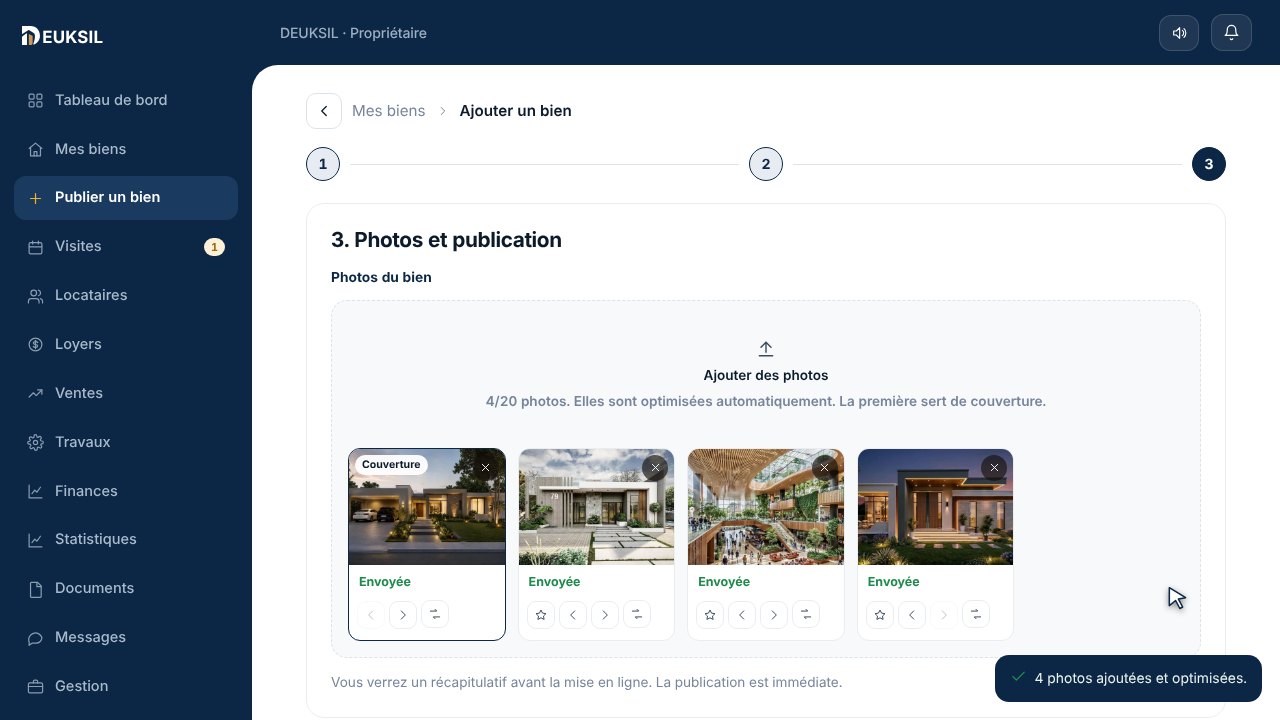 DEUKSIL
DEUKSIL · Propriétaire
Tableau de bord
Mes biens
Publier un bien
Visites
1
Locataires
Loyers
Ventes
Travaux
Finances
Statistiques
Documents
Messages
Gestion
Mes biens
Ajouter un bien
1
2
3
3. Photos et publication
Photos du bien
Ajouter des photos
4/20 photos. Elles sont optimisées automatiquement. La première sert de couverture.
Couverture
Envoyée
Envoyée
Envoyée
Envoyée
Vous verrez un récapitulatif avant la mise en ligne. La publication est immédiate.
4 photos ajoutées et optimisées.